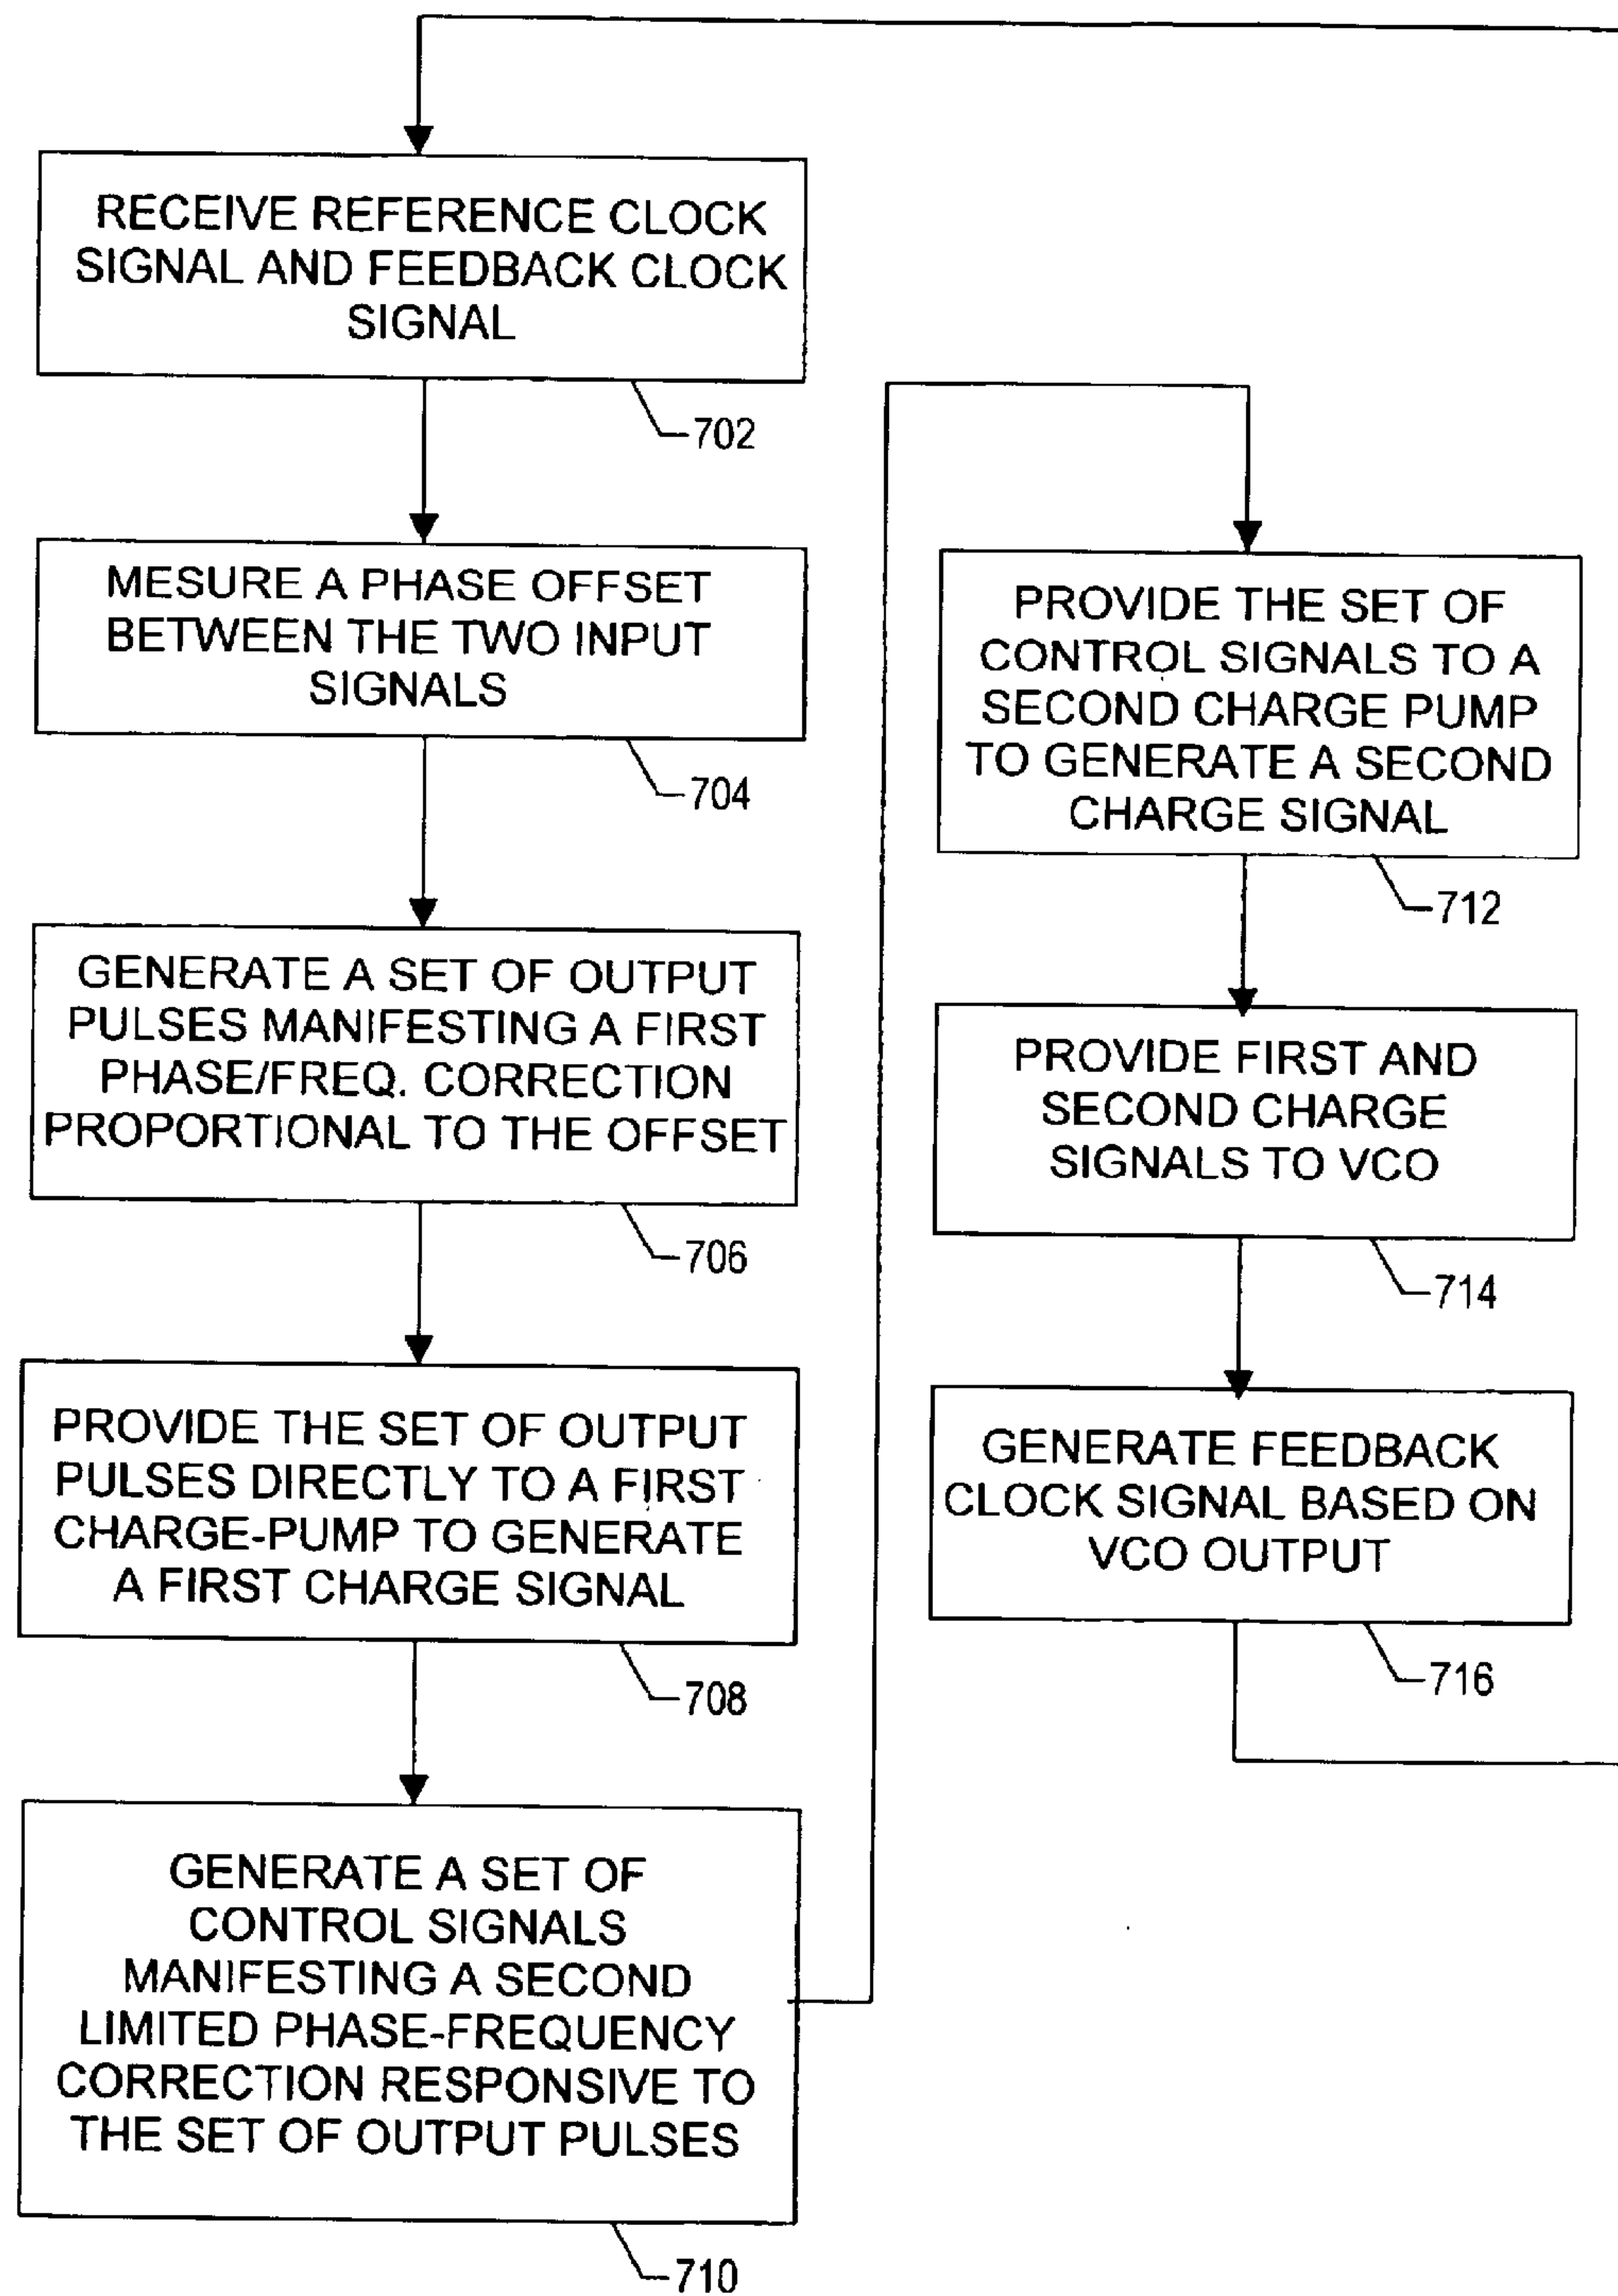 RECEIVE REFERENCE CLOCK
SIGNAL AND FEEDBACK CLOCK
SIGNAL
702
MESURE A PHASE OFFSET
BETWEEN THE TWO INPUT
SIGNALS
704
GENERATE A SET OF OUTPUT
PULSES MANIFESTING A FIRST
PHASE/FREQ. CORRECTION
PROPORTIONAL TO THE OFFSET
706
PROVIDE THE SET OF OUTPUT
PULSES DIRECTLY TO A FIRST
CHARGE-PUMP TO GENERATE
A FIRST CHARGE SIGNAL
708
GENERATE A SET OF
CONTROL SIGNALS
MANIFESTING A SECOND
LIMITED PHASE-FREQUENCY
CORRECTION RESPONSIVE TO
THE SET OF OUTPUT PULSES
710
PROVIDE THE SET OF
CONTROL SIGNALS TO A
SECOND CHARGE PUMP
TO GENERATE A SECOND
CHARGE SIGNAL
712
PROVIDE FIRST AND
SECOND CHARGE
SIGNALS TO VCO
714
GENERATE FEEDBACK
CLOCK SIGNAL BASED ON
VCO OUTPUT
716